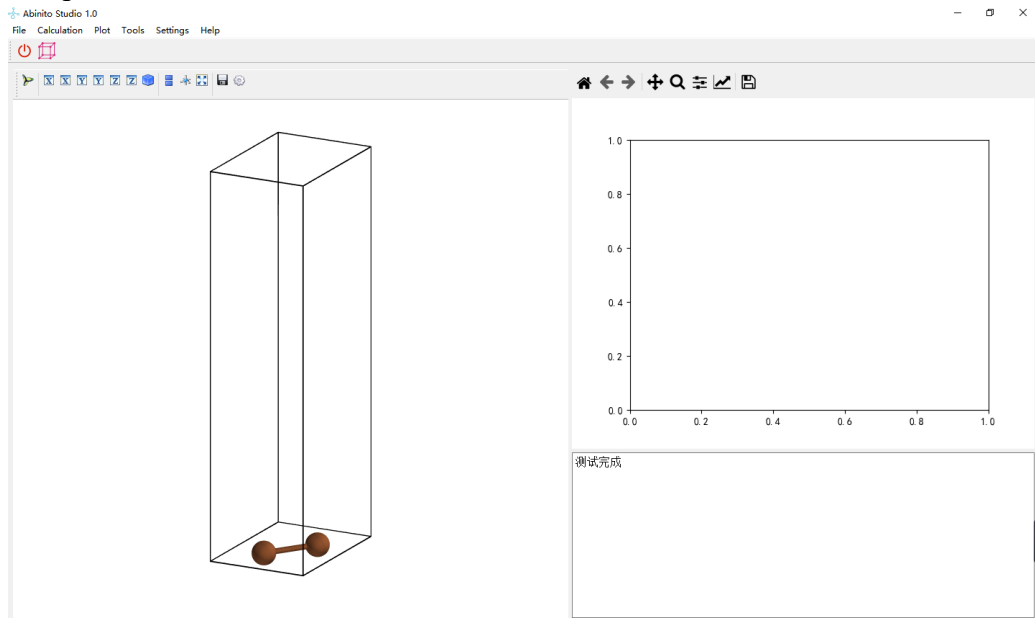 Abinito Studio 1.0
File Calculation Plot Tools Settings Help
X X Y Y Z Z
1.0
0.8
0.6
0.4
0.2
0.0
0.0 0.2 0.4 0.6 0.8 1.0
测试完成